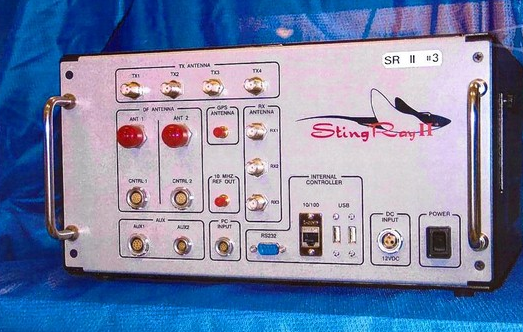 SR II #3
TX ANTENNA
TX1 TX2 TX3 TX4
DF ANTENNA
ANT 1 ANT 2
GPS
ANTENNA
RX
ANTENNA
RX1
StingRay II
RX2
CNTRL 1 CNTRL 2
10 MHZ
REF OUT
RX3
INTERNAL
CONTROLLER
AUX
AUX1 AUX2
PC
INPUT
RS232
10/100
USB
DC
INPUT
12VDC
POWER